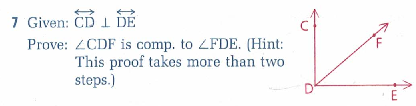 7 Given: CD ⊥ DE
Prove: ∠CDF is comp. to ∠FDE. (Hint:
This proof takes more than two
steps.)
C
F
D
E